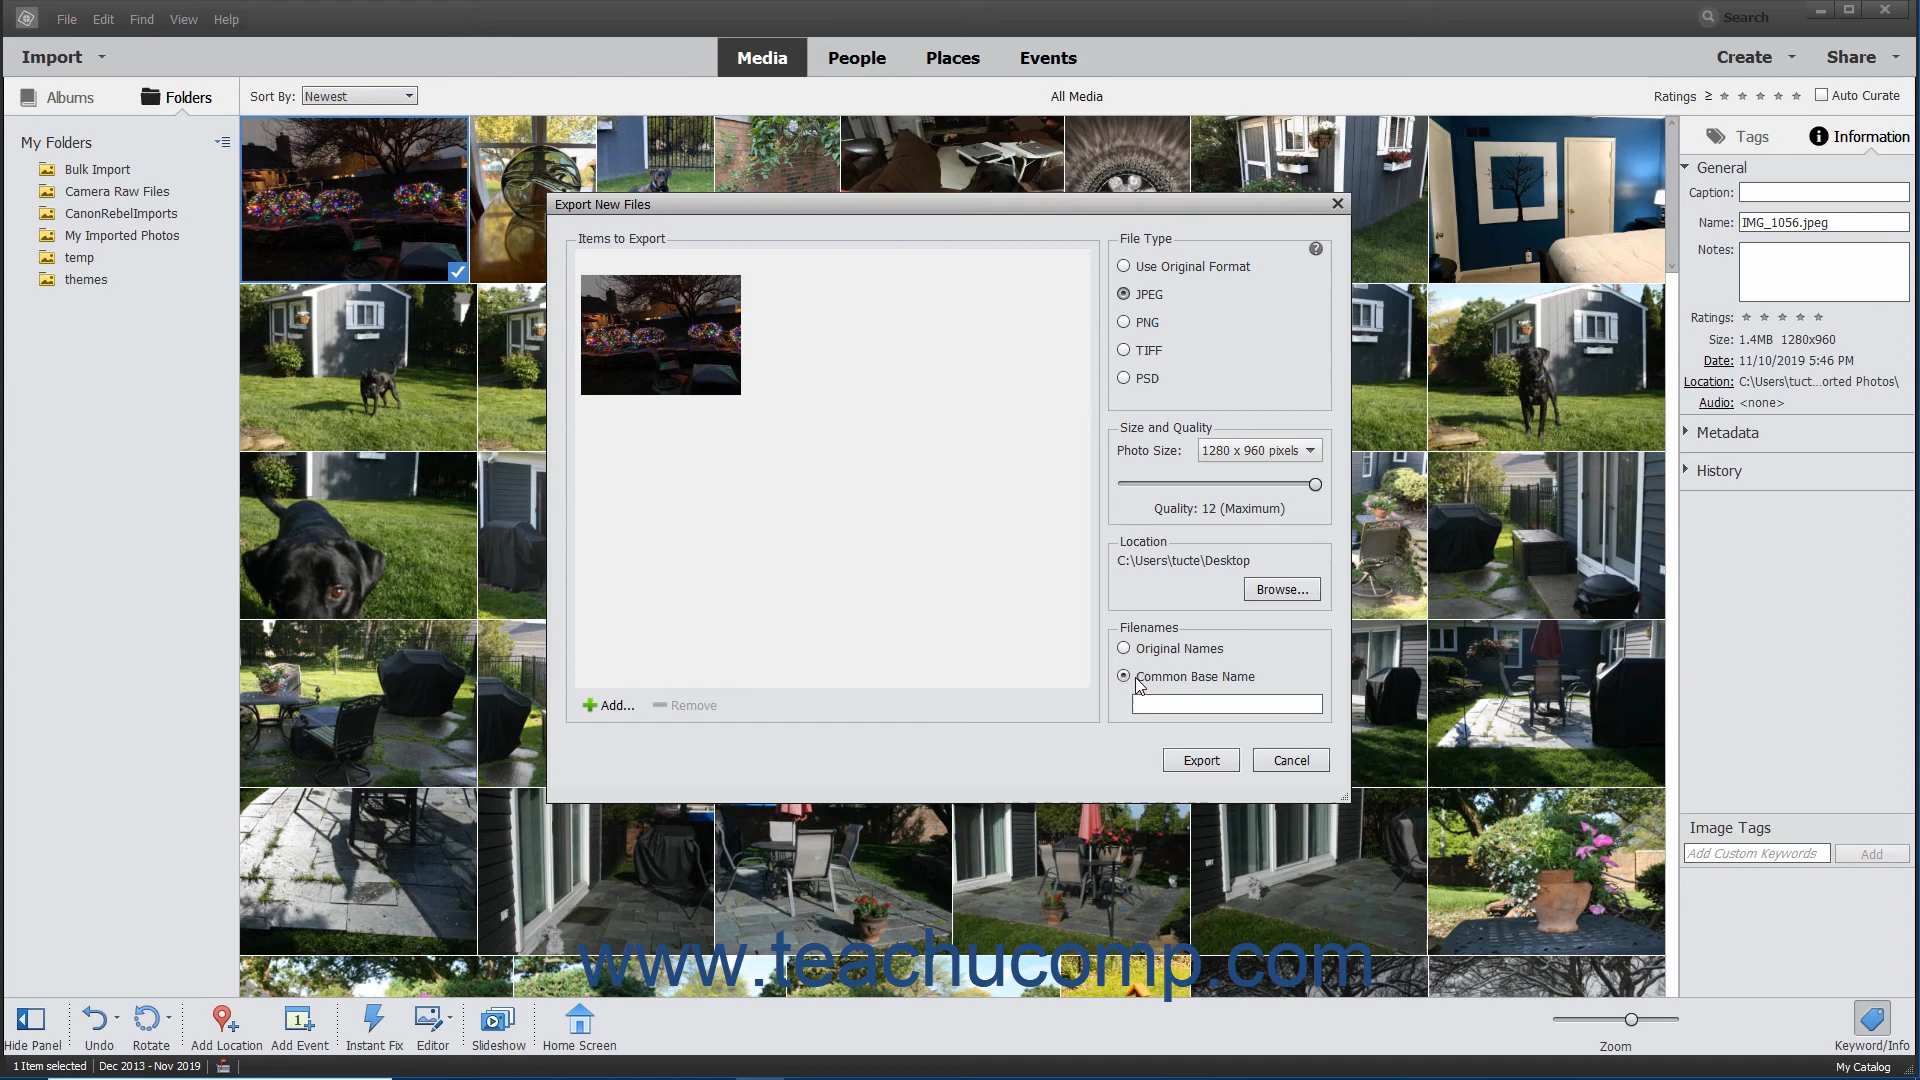 File Edit Find View Help
Search
Import
Media People Places Events
Create Share
Albums Folders
Sort By: Newest
All Media
Ratings ≥
Auto Curate
My Folders
Bulk Import
Camera Raw Files
CanonRebelImports
My Imported Photos
temp
themes
Export New Files
Items to Export
Add...
Remove
File Type
Use Original Format
JPEG
PNG
TIFF
PSD
Size and Quality
Photo Size: 1280 x 960 pixels
Quality: 12 (Maximum)
Location
C:\Users\tucte\Desktop
Browse...
Filenames
Original Names
Common Base Name
Export
Cancel
Tags Information
General
Caption:
Name: IMG_1056.jpeg
Notes:
Ratings:
Size: 1.4MB 1280x960
Date: 11/10/2019 5:46 PM
Location: C:\Users\tuct...orted Photos\
Audio: <none>
Metadata
History
Image Tags
Add Custom Keywords
Add
www.teachucomp.com
Hide Panel
Undo
Rotate
Add Location
1
Add Event
Instant Fix
Editor
Slideshow
Home Screen
Zoom
Keyword/Info
1 Item selected
Dec 2013 - Nov 2019
My Catalog